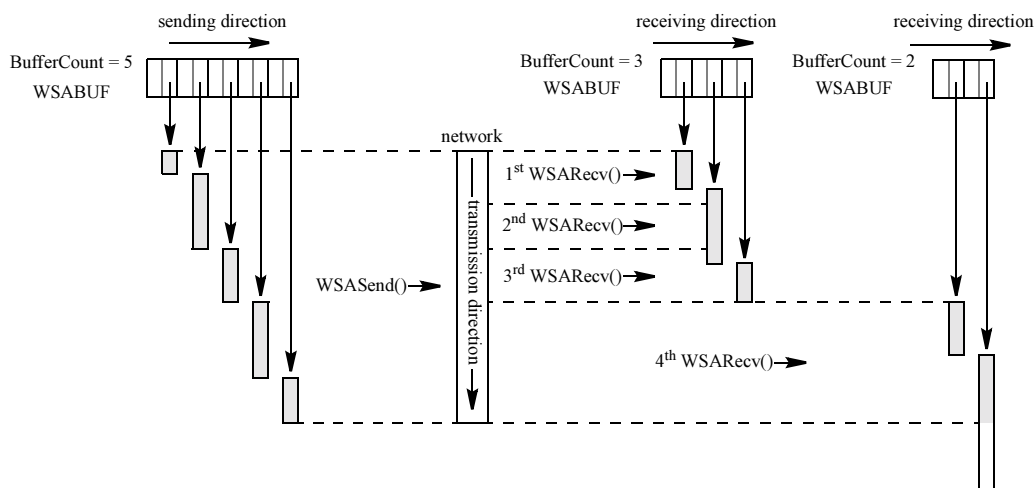 sending direction
receiving direction
receiving direction
BufferCount = 5
WSABUF
BufferCount = 3
WSABUF
BufferCount = 2
WSABUF
network
1st WSARecv()
2nd WSARecv()
3rd WSARecv()
WSASend()
transmission direction
4th WSARecv()